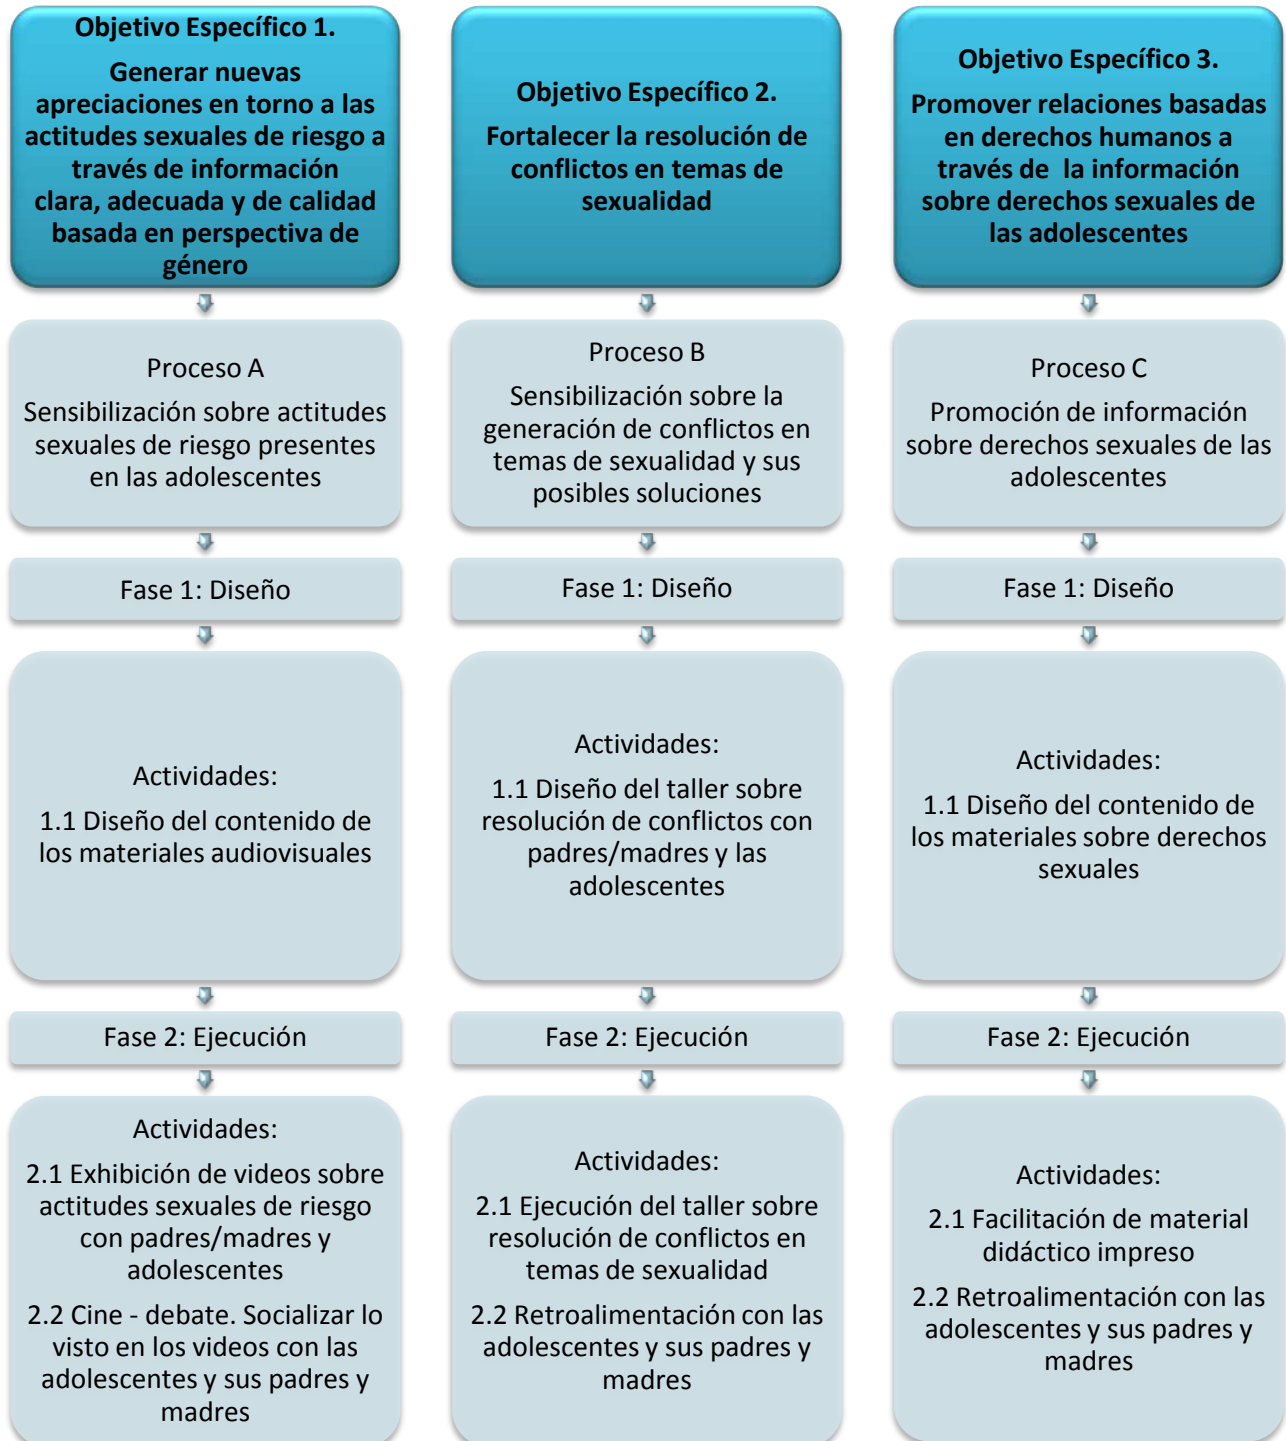 Objetivo Específico 1.
Generar nuevas
apreciaciones en torno a las
actitudes sexuales de riesgo a
través de información
clara, adecuada y de calidad
basada en perspectiva de
género
Proceso A
Sensibilización sobre actitudes
sexuales de riesgo presentes
en las adolescentes
Fase 1: Diseño
Actividades:
1.1 Diseño del contenido de
los materiales audiovisuales
Fase 2: Ejecución
Actividades:
2.1 Exhibición de videos sobre
actitudes sexuales de riesgo
con padres/madres y
adolescentes
2.2 Cine - debate. Socializar lo
visto en los videos con las
adolescentes y sus padres y
madres
Objetivo Específico 2.
Fortalecer la resolución de
conflictos en temas de
sexualidad
Proceso B
Sensibilización sobre la
generación de conflictos en
temas de sexualidad y sus
posibles soluciones
Fase 1: Diseño
Actividades:
1.1 Diseño del taller sobre
resolución de conflictos con
padres/madres y las
adolescentes
Fase 2: Ejecución
Actividades:
2.1 Ejecución del taller sobre
resolución de conflictos en
temas de sexualidad
2.2 Retroalimentación con las
adolescentes y sus padres y
madres
Objetivo Específico 3.
Promover relaciones basadas
en derechos humanos a
través de la información
sobre derechos sexuales de
las adolescentes
Proceso C
Promoción de información
sobre derechos sexuales de las
adolescentes
Fase 1: Diseño
Actividades:
1.1 Diseño del contenido de
los materiales sobre derechos
sexuales
Fase 2: Ejecución
Actividades:
2.1 Facilitación de material
didáctico impreso
2.2 Retroalimentación con las
adolescentes y sus padres y
madres